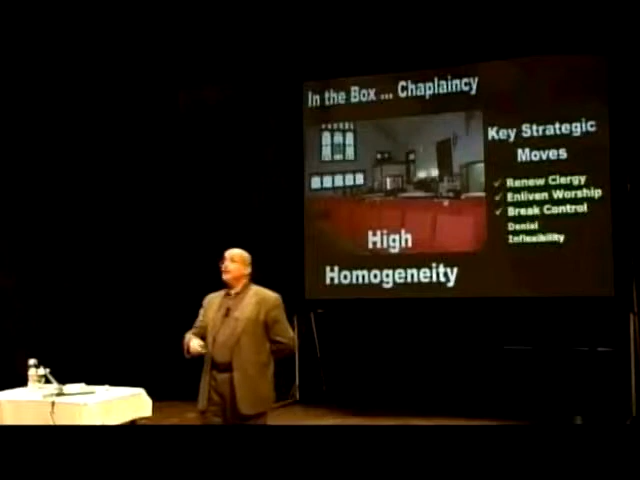 In the Box ... Chaplaincy
Key Strategic
Moves
✓ Renew Clergy
✓ Enliven Worship
✓ Break Control
Denial
Inflexibility
High
Homogeneity